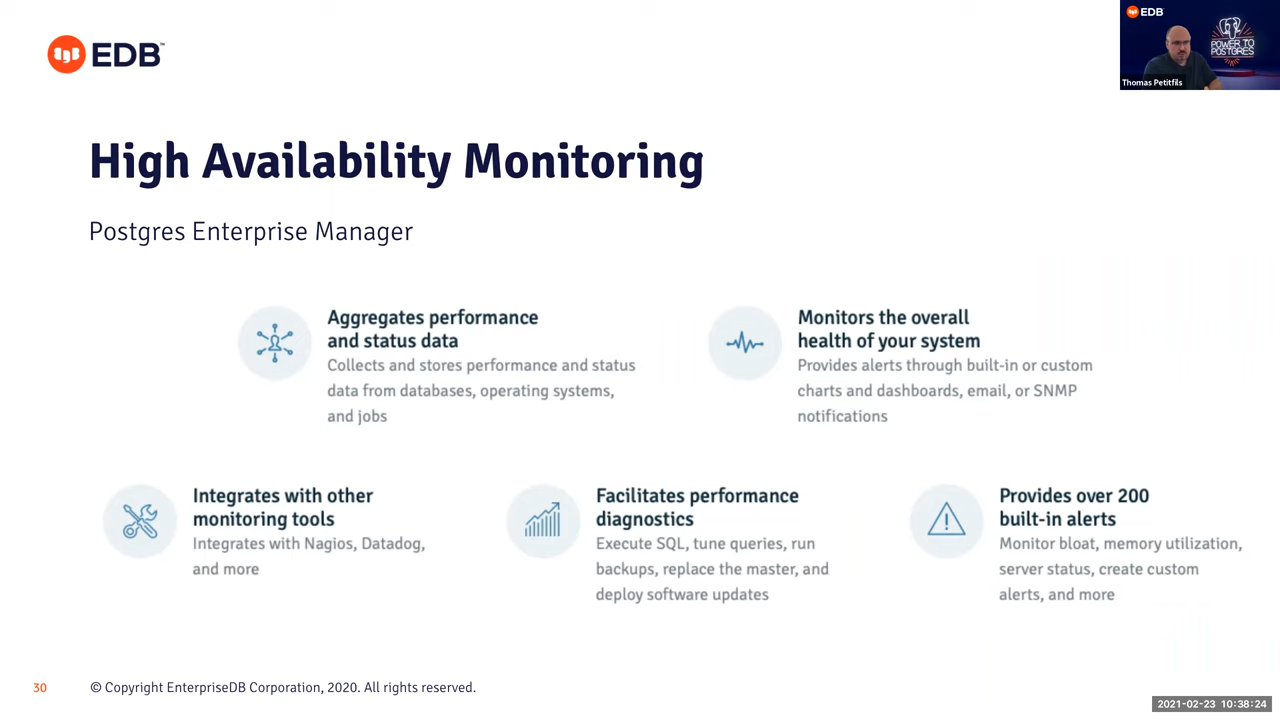 EDB™
EDB
POWER TO
POSTGRES
Thomas Petitfils
High Availability Monitoring
Postgres Enterprise Manager
Aggregates performance
and status data
Collects and stores performance and status
data from databases, operating systems,
and jobs
Monitors the overall
health of your system
Provides alerts through built-in or custom
charts and dashboards, email, or SNMP
notifications
Integrates with other
monitoring tools
Integrates with Nagios, Datadog,
and more
Facilitates performance
diagnostics
Execute SQL, tune queries, run
backups, replace the master, and
deploy software updates
Provides over 200
built-in alerts
Monitor bloat, memory utilization,
server status, create custom
alerts, and more
30
© Copyright EnterpriseDB Corporation, 2020. All rights reserved.
2021-02-23 10:38:24